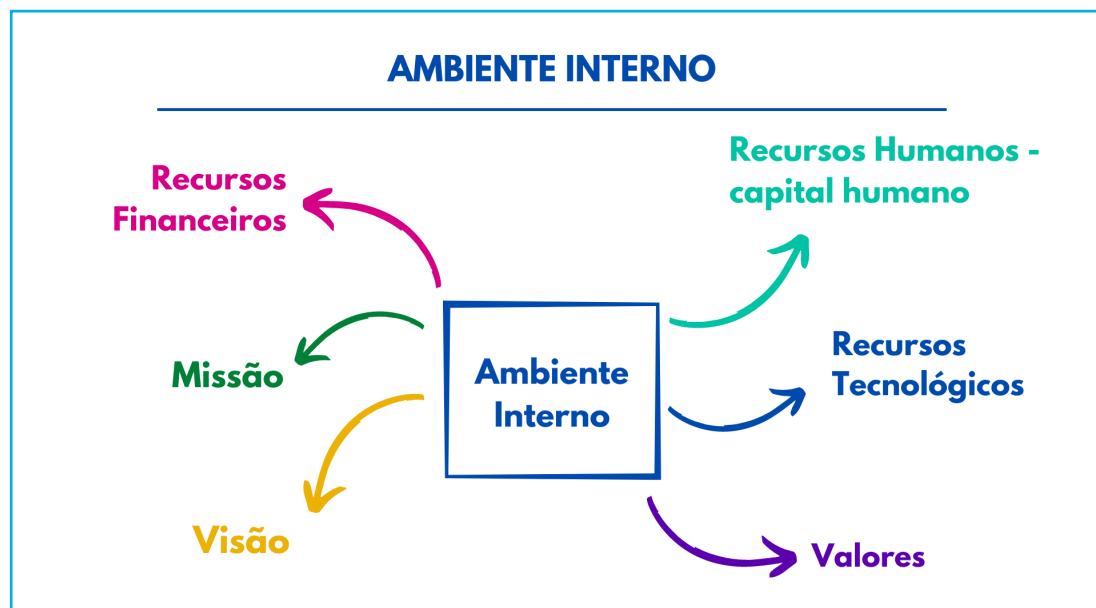 AMBIENTE INTERNO
Recursos
Financeiros
Missão
Visão
Ambiente
Interno
Recursos Humanos -
capital humano
Recursos
Tecnológicos
Valores